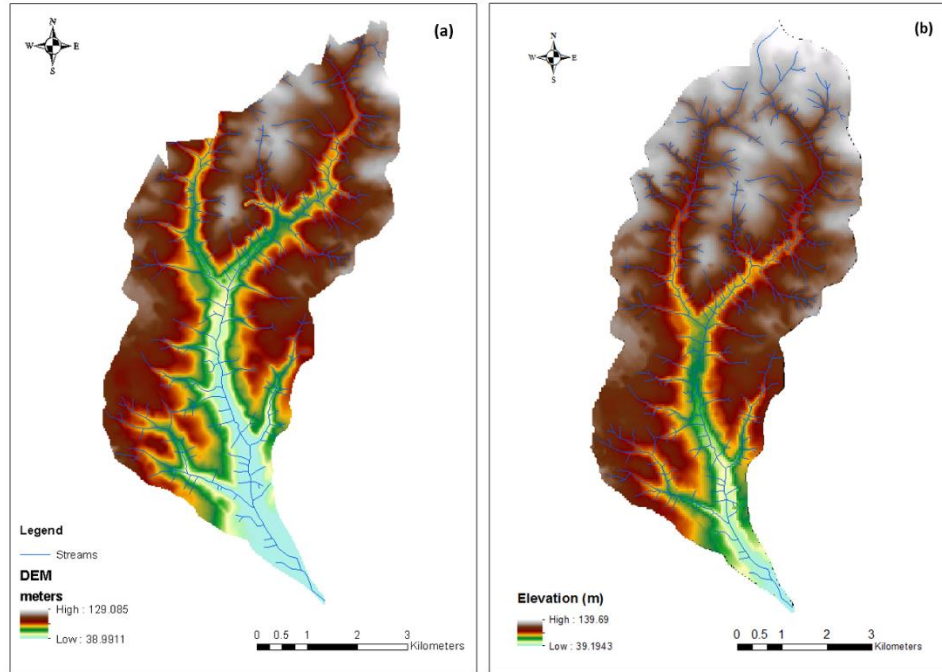 (a)
N
W E
S
Legend
Streams
DEM
meters
High : 129.085
Low : 38.9911
0 0.5 1 2 3
Kilometers
(b)
N
W E
S
Elevation (m)
High : 139.69
Low : 39.1943
0 0.5 1 2 3
Kilometers